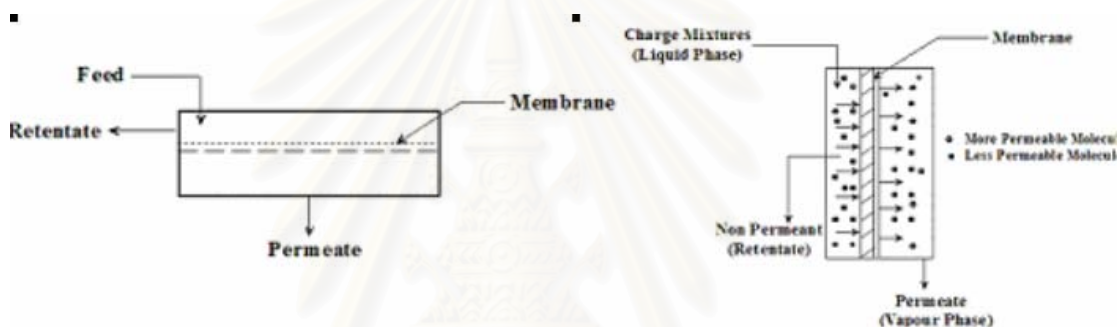 Feed
Membrane
Retentate
Permeate
Charge Mixtures
(Liquid Phase)
Membrane
More Permeable Molecul
Less Permeable Molecul
Non Permeant
(Retentate)
Permeate
(Vapour Phase)